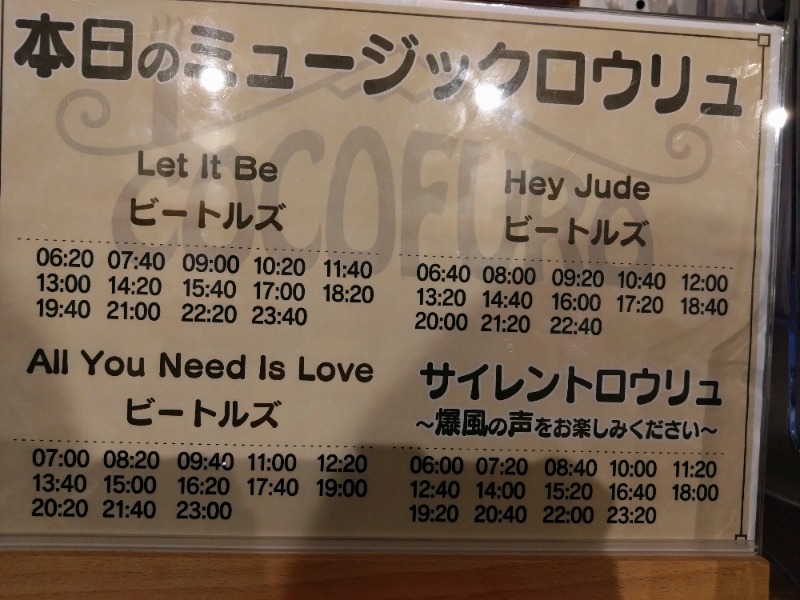 本日のミュージックロウリュ
COCOFURO
Let It Be
ビートルズ
06:20 07:40 09:00 10:20 11:40
13:00 14:20 15:40 17:00 18:20
19:40 21:00 22:20 23:40
Hey Jude
ビートルズ
06:40 08:00 09:20 10:40 12:00
13:20 14:40 16:00 17:20 18:40
20:00 21:20 22:40
All You Need Is Love
ビートルズ
07:00 08:20 09:40 11:00 12:20
13:40 15:00 16:20 17:40 19:00
20:20 21:40 23:00
サイレントロウリュ
～爆風の声をお楽しみください～
06:00 07:20 08:40 10:00 11:20
12:40 14:00 15:20 16:40 18:00
19:20 20:40 22:00 23:20